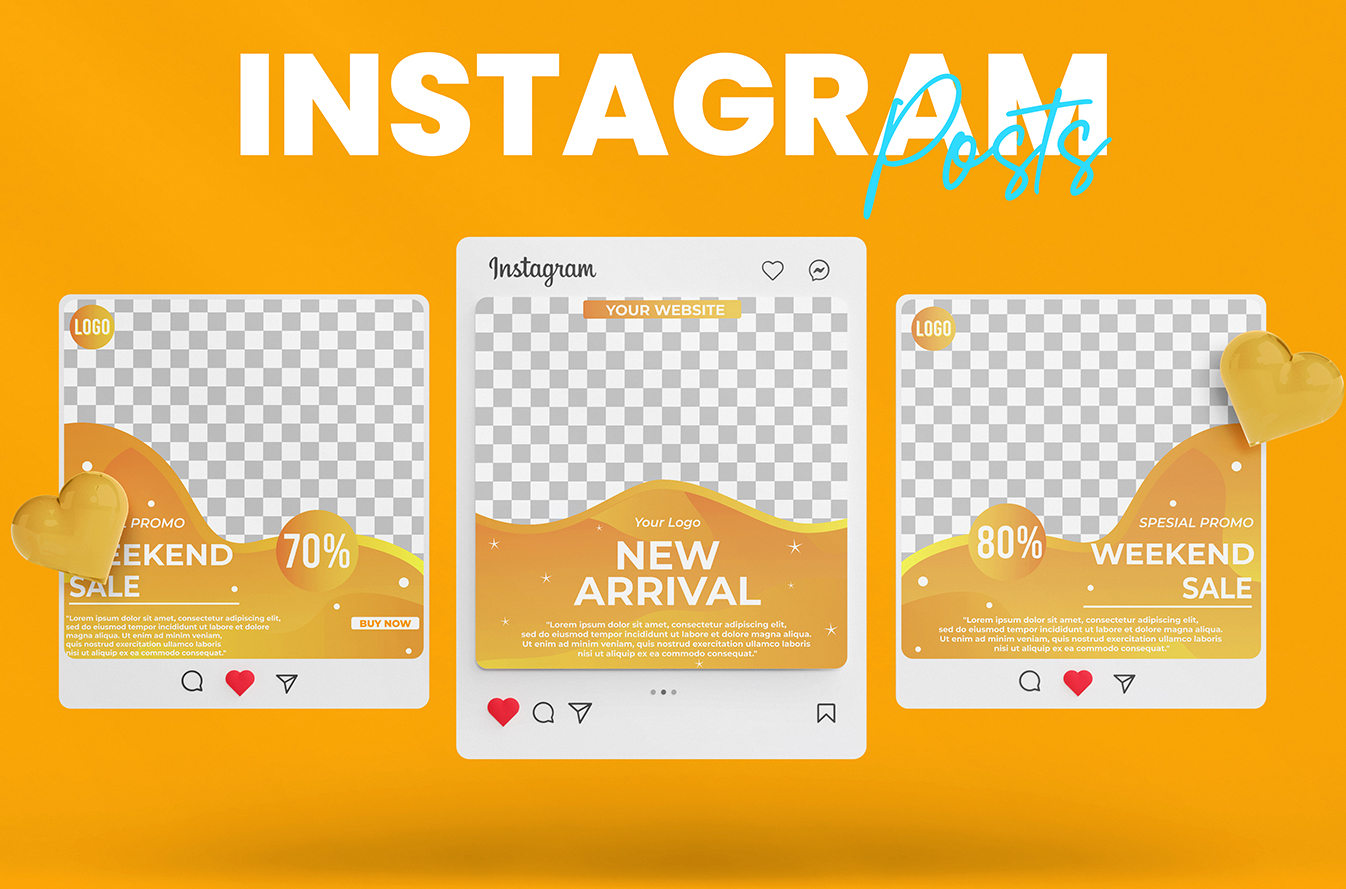 INSTAGRAM
Posts
LOGO
PROMO
WEEKEND
SALE
70%
"Lorem ipsum dolor sit amet, consectetur adipiscing elit,
sed do eiusmod tempor incididunt ut labore et dolore
magna aliqua. Ut enim ad minim veniam,
quis nostrud exercitation ullamco laboris
nisi ut aliquip ex ea commodo consequat."
BUY NOW
Instagram
YOUR WEBSITE
Your Logo
NEW
ARRIVAL
"Lorem ipsum dolor sit amet, consectetur adipiscing elit,
sed do eiusmod tempor incididunt ut labore et dolore magna aliqua.
Ut enim ad minim veniam, quis nostrud exercitation ullamco laboris
nisi ut aliquip ex ea commodo consequat."
LOGO
80%
SPESIAL PROMO
WEEKEND
SALE
"Lorem ipsum dolor sit amet, consectetur adipiscing elit,
sed do eiusmod tempor incididunt ut labore et dolore magna aliqua.
Ut enim ad minim veniam, quis nostrud exercitation ullamco laboris
nisi ut aliquip ex ea commodo consequat."